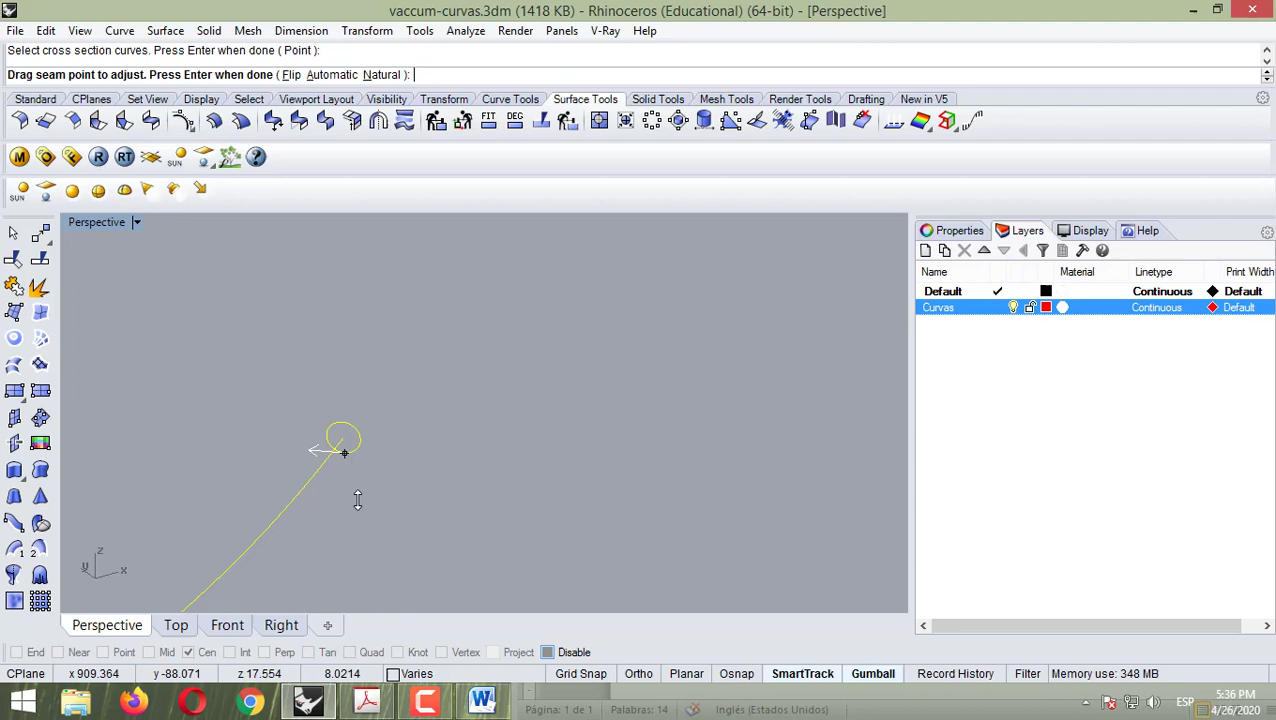 vaccum-curvas.3dm (1418 KB) - Rhinoceros (Educational) (64-bit) - [Perspective]
File Edit View Curve Surface Solid Mesh Dimension Transform Tools Analyze Render Panels V-Ray Help
Select cross section curves. Press Enter when done ( Point ):
Drag seam point to adjust. Press Enter when done ( Flip Automatic Natural ):
Standard CPlanes Set View Display Select Viewport Layout Visibility Transform Curve Tools Surface Tools Solid Tools Mesh Tools Render Tools Drafting New in V5
FIT DEG
M R RT SUN
SUN
Perspective
Properties Layers Display Help
Name Material Linetype Print Width
Default Continuous Default
Curvas Continuous Default
1 2
z
y x
Perspective Top Front Right
End Near Point Mid Cen Int Perp Tan Quad Knot Vertex Project Disable
CPlane x 909.364 y -88.071 z 17.554 8.0214 Varies Grid Snap Ortho Planar Osnap SmartTrack Gumball Record History Filter Memory use: 348 MB
Página: 1 de 1 Palabras: 14 Inglés (Estados Unidos) ESP 5:36 PM
4/26/2020